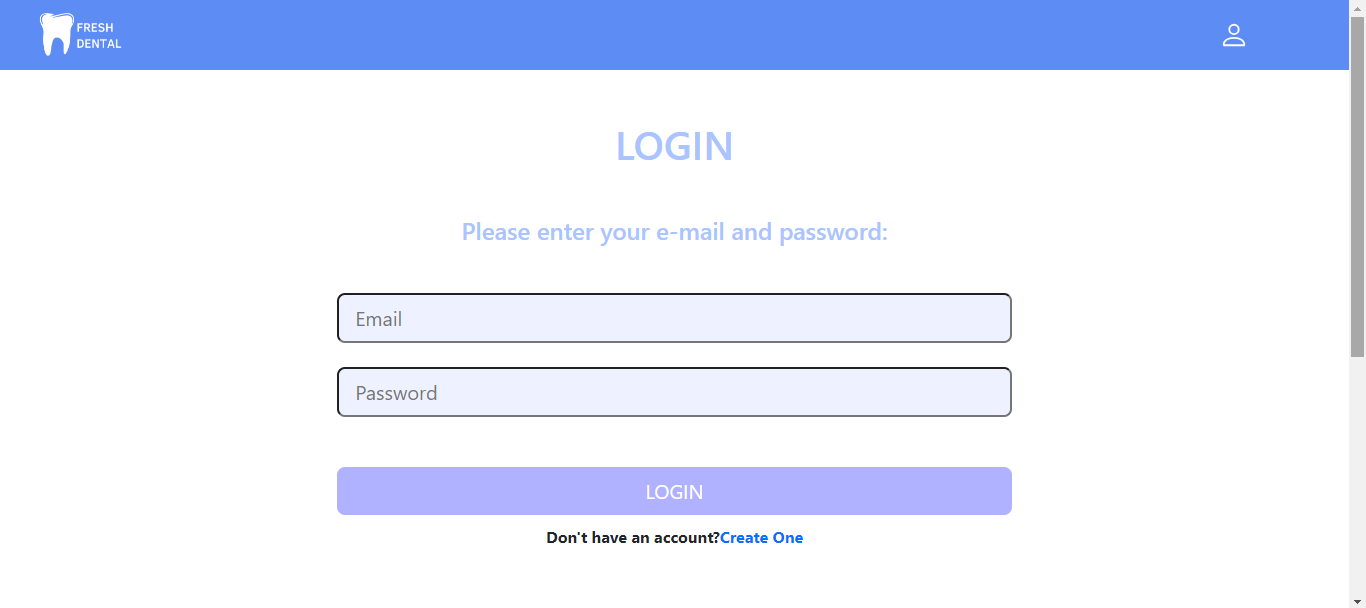 FRESH
DENTAL
LOGIN
Please enter your e-mail and password:
Email
Password
LOGIN
Don't have an account?Create One